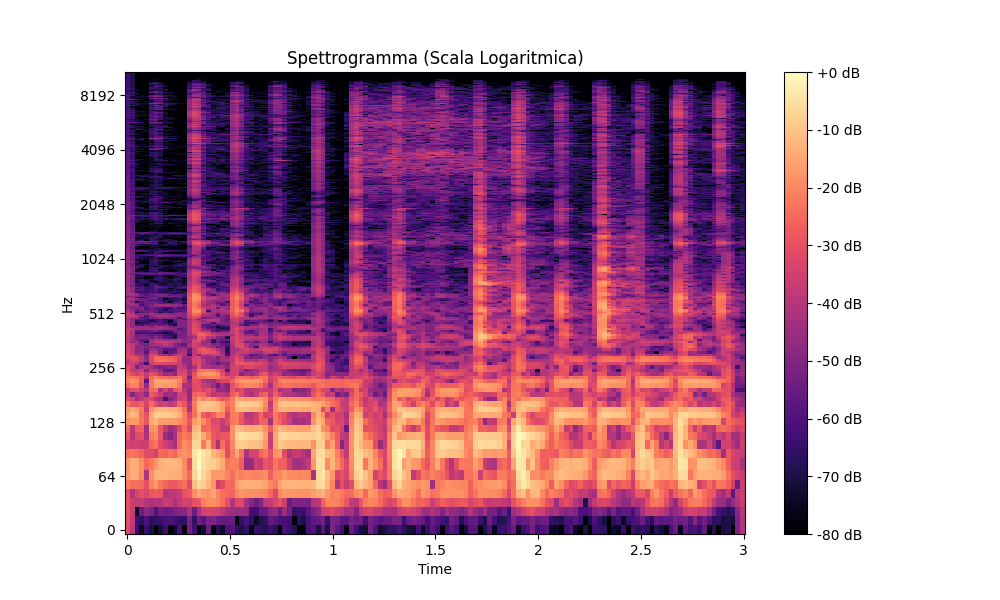 Spettrogramma (Scala Logaritmica)
Hz
8192
4096
2048
1024
512
256
128
64
0
0
0.5
1
1.5
2
2.5
3
Time
+0 dB
-10 dB
-20 dB
-30 dB
-40 dB
-50 dB
-60 dB
-70 dB
-80 dB